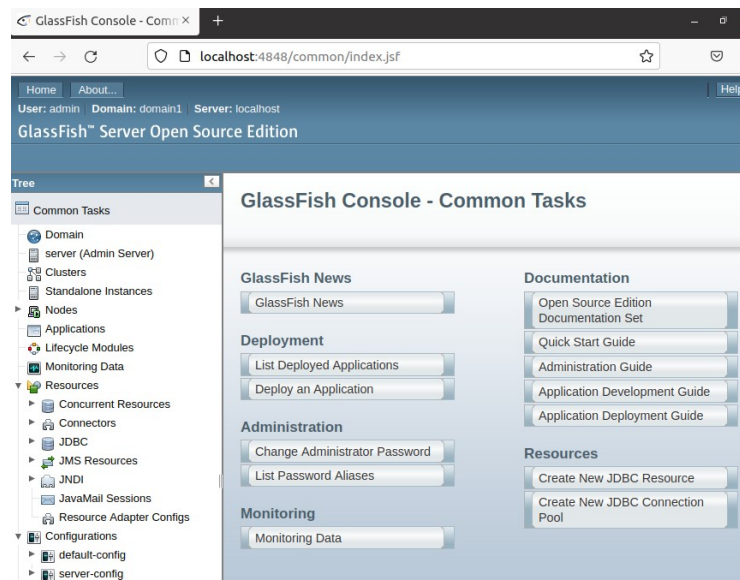 GlassFish Console - Comm
localhost:4848/common/index.jsf
Home About...
Help
User: admin Domain: domain1 Server: localhost
GlassFish™ Server Open Source Edition
Tree
Common Tasks
Domain
server (Admin Server)
Clusters
Standalone Instances
Nodes
Applications
Lifecycle Modules
Monitoring Data
Resources
Concurrent Resources
Connectors
JDBC
JMS Resources
JNDI
JavaMail Sessions
Resource Adapter Configs
Configurations
default-config
server-config
GlassFish Console - Common Tasks
GlassFish News
GlassFish News
Deployment
List Deployed Applications
Deploy an Application
Administration
Change Administrator Password
List Password Aliases
Monitoring
Monitoring Data
Documentation
Open Source Edition
Documentation Set
Quick Start Guide
Administration Guide
Application Development Guide
Application Deployment Guide
Resources
Create New JDBC Resource
Create New JDBC Connection
Pool